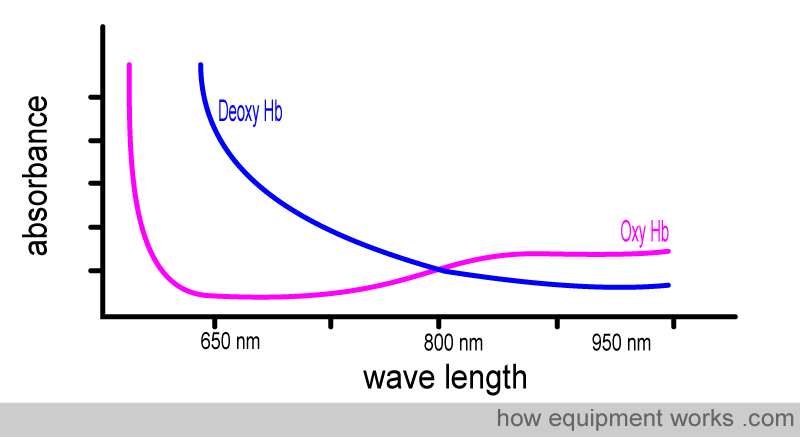 Deoxy Hb
absorbance
Oxy Hb
650 nm
800 nm
950 nm
wave length
how equipment works .com